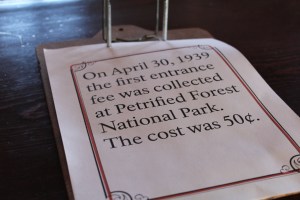 On April 30, 1939
the first entrance
fee was collected
at Petrified Forest
National Park.
The cost was 50¢.